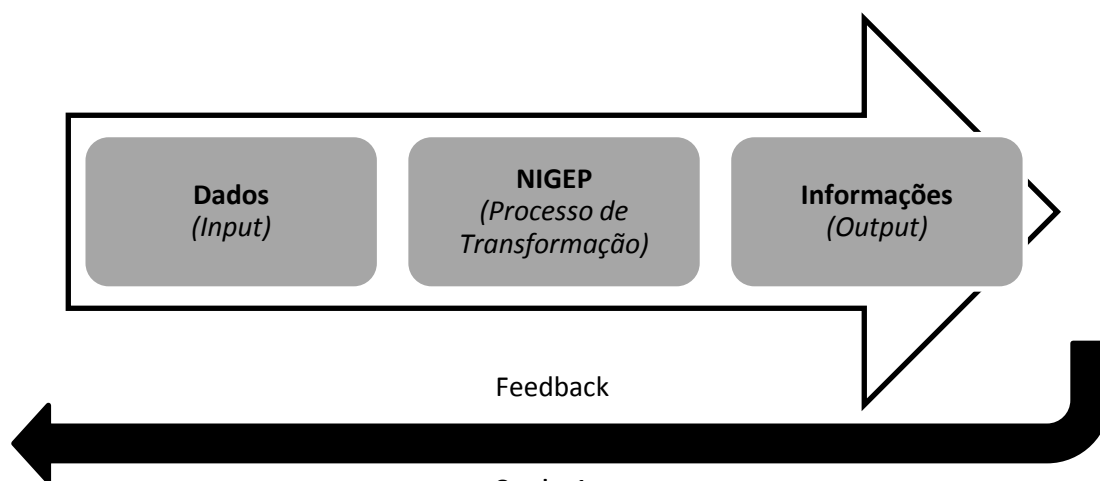 Dados
(Input)
NIGEP
(Processo de
Transformação)
Informações
(Output)
Feedback